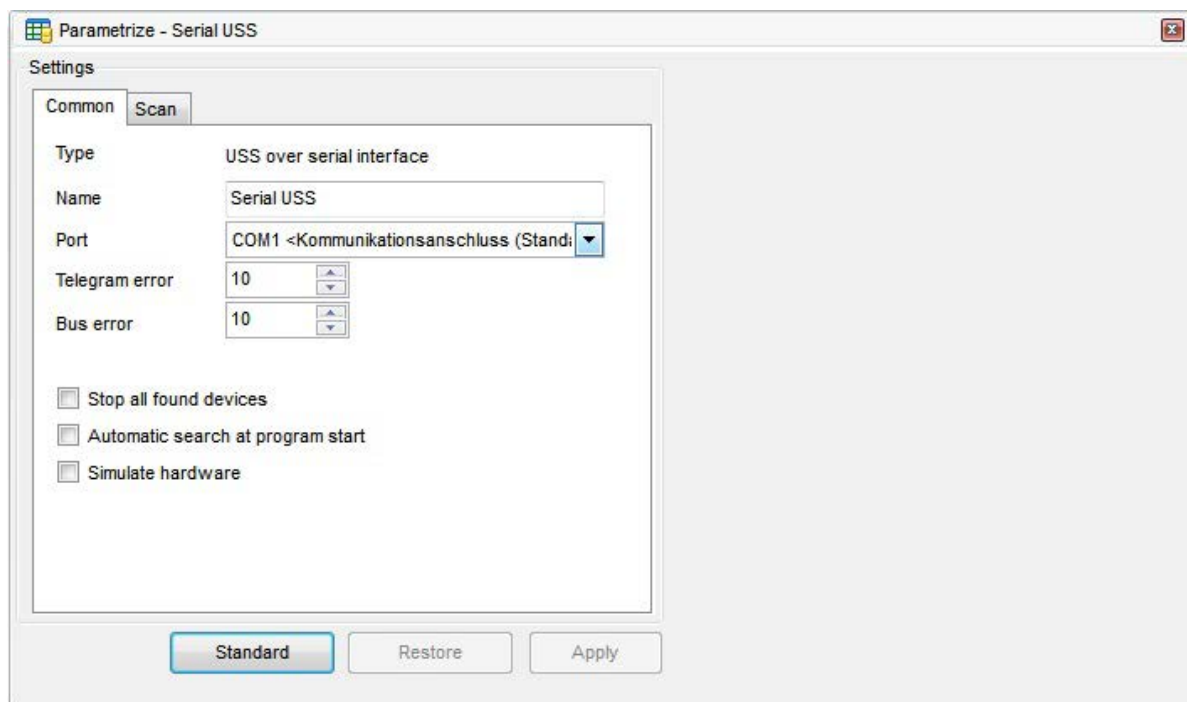 Parametrize - Serial USS
Settings
Common Scan
Type USS over serial interface
Name Serial USS
Port COM1 <Kommunikationsanschluss (Standa
Telegram error 10
Bus error 10
Stop all found devices
Automatic search at program start
Simulate hardware
Standard Restore Apply